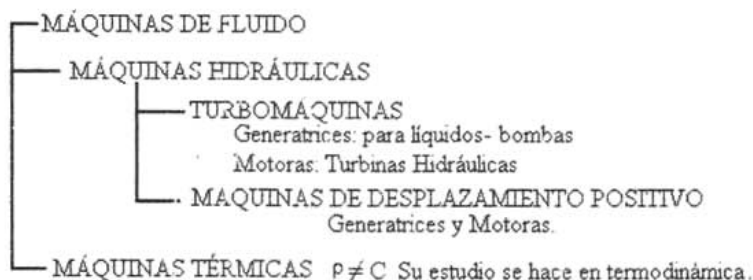 MÁQUINAS DE FLUIDO
MÁQUINAS HIDRÁULICAS
TURBOMÁQUINAS
Generatrices: para líquidos- bombas
Motoras: Turbinas Hidráulicas
MAQUINAS DE DESPLAZAMIENTO POSITIVO
Generatrices y Motoras.
MÁQUINAS TÉRMICAS ρ ≠ C Su estudio se hace en termodinámica.